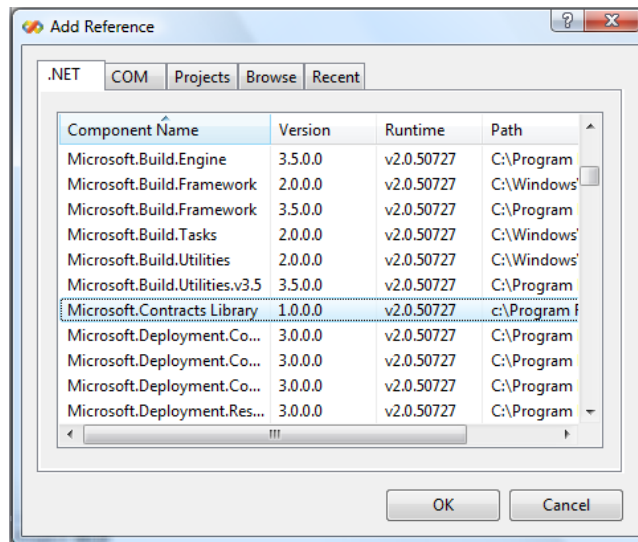 Add Reference
.NET COM Projects Browse Recent
Component Name Version Runtime Path
Microsoft.Build.Engine 3.5.0.0 v2.0.50727 C:\Program
Microsoft.Build.Framework 2.0.0.0 v2.0.50727 C:\Windows\
Microsoft.Build.Framework 3.5.0.0 v2.0.50727 C:\Program
Microsoft.Build.Tasks 2.0.0.0 v2.0.50727 C:\Windows\
Microsoft.Build.Utilities 2.0.0.0 v2.0.50727 C:\Windows\
Microsoft.Build.Utilities.v3.5 3.5.0.0 v2.0.50727 C:\Program
Microsoft.Contracts Library 1.0.0.0 v2.0.50727 c:\Program F
Microsoft.Deployment.Co... 3.0.0.0 v2.0.50727 C:\Program
Microsoft.Deployment.Co... 3.0.0.0 v2.0.50727 C:\Program
Microsoft.Deployment.Co... 3.0.0.0 v2.0.50727 C:\Program
Microsoft.Deployment.Res... 3.0.0.0 v2.0.50727 C:\Program
OK Cancel